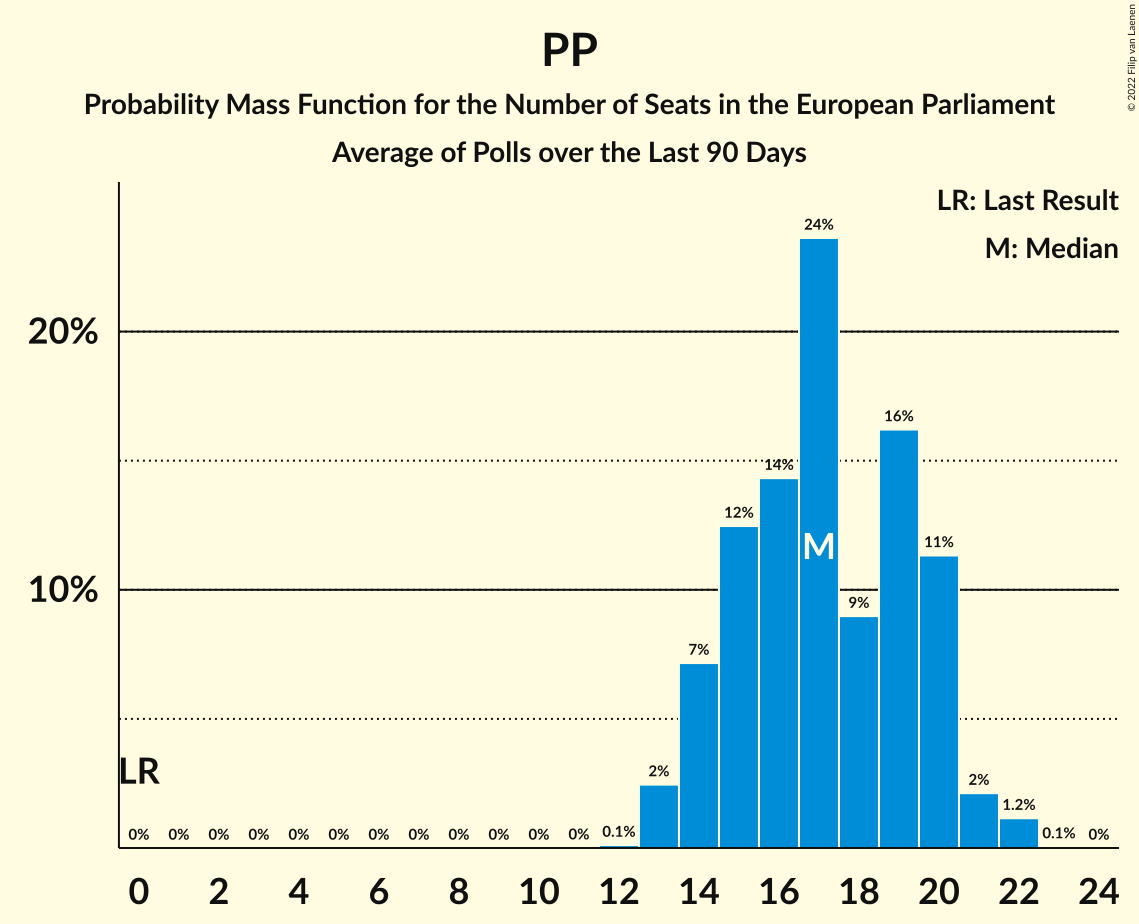 PP
Probability Mass Function for the Number of Seats in the European Parliament
Average of Polls over the Last 90 Days
© 2022 Filip van Laenen
LR: Last Result
M: Median
24%
20%
16%
14%
12%
11%
M
10%
9%
7%
LR
2%
2%
1.2%
0% 0% 0% 0% 0% 0% 0% 0% 0% 0% 0% 0% 0.1% 0.1% 0%
0 2 4 6 8 10 12 14 16 18 20 22 24